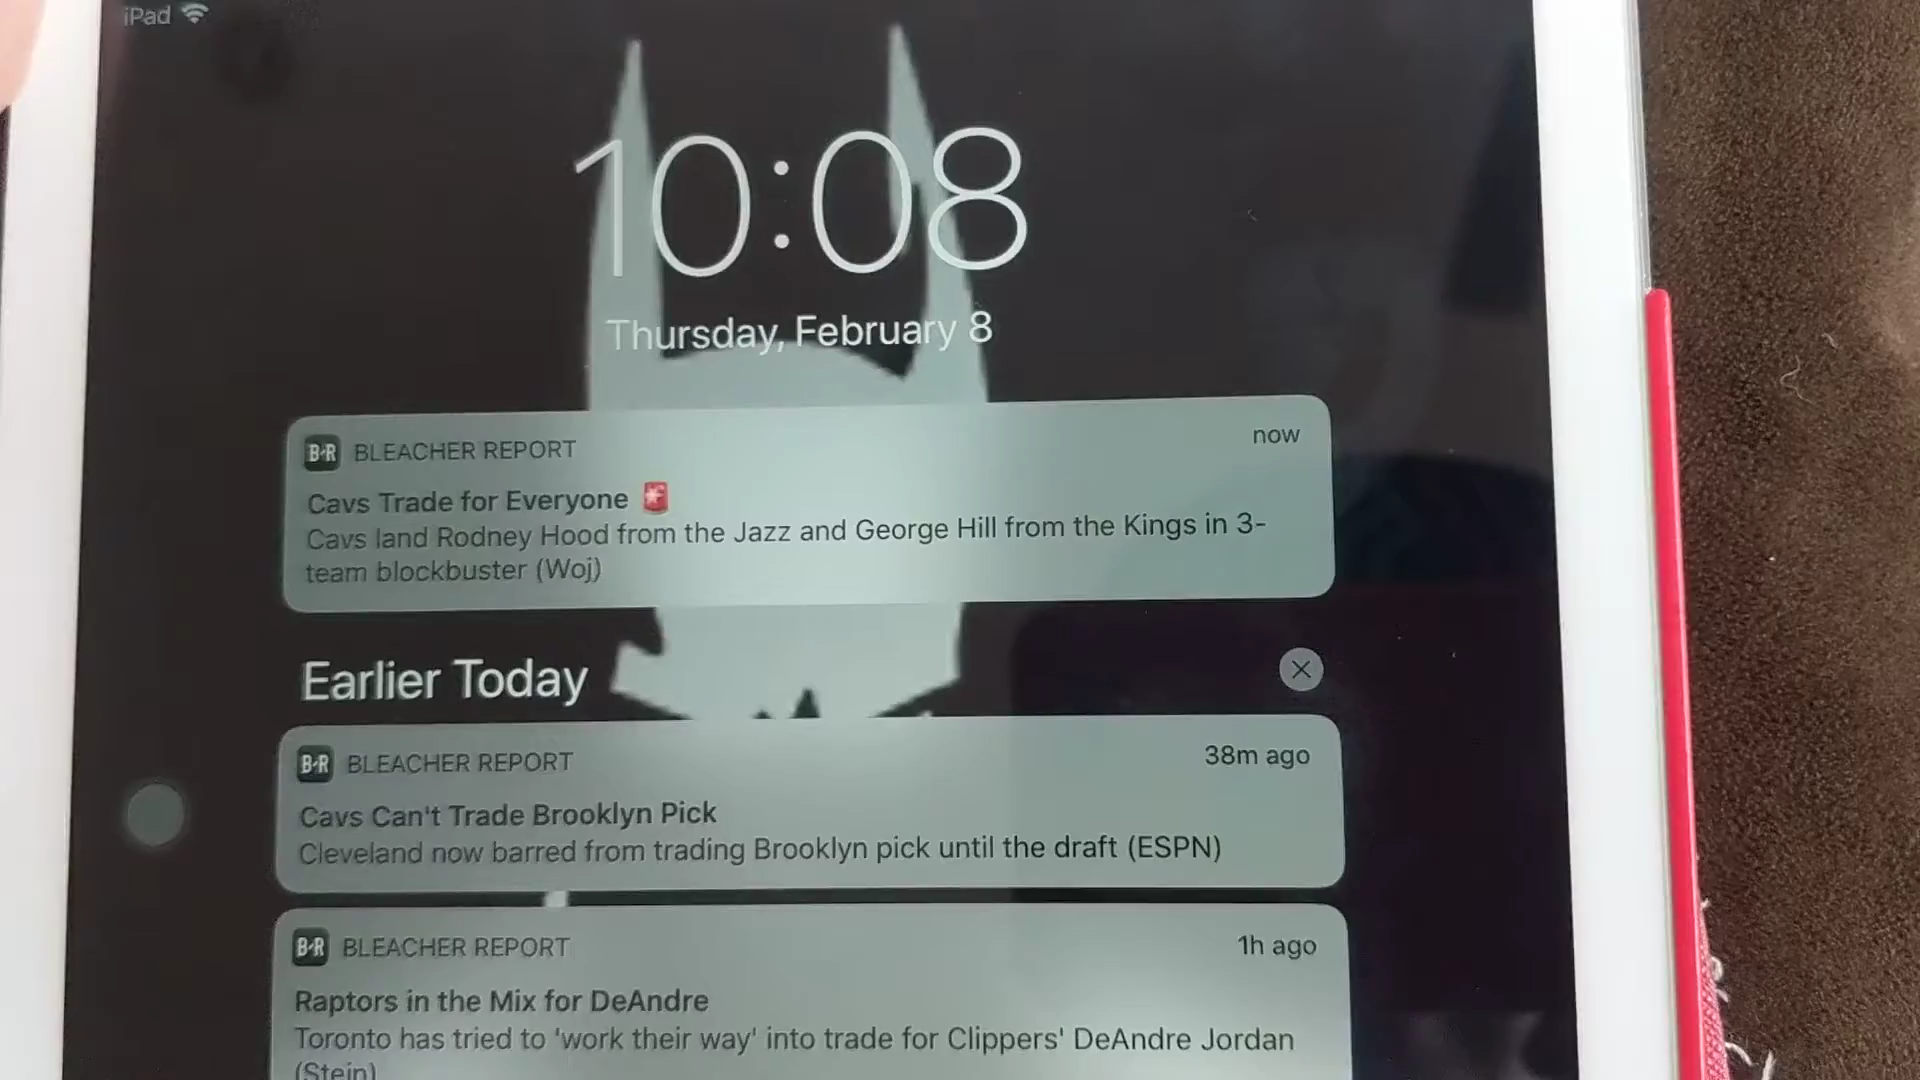 iPad
10:08
Thursday, February 8
B/R BLEACHER REPORT now
Cavs Trade for Everyone 🚨
Cavs land Rodney Hood from the Jazz and George Hill from the Kings in 3-
team blockbuster (Woj)
Earlier Today
B/R BLEACHER REPORT 38m ago
Cavs Can't Trade Brooklyn Pick
Cleveland now barred from trading Brooklyn pick until the draft (ESPN)
B/R BLEACHER REPORT 1h ago
Raptors in the Mix for DeAndre
Toronto has tried to 'work their way' into trade for Clippers' DeAndre Jordan
(Stein)